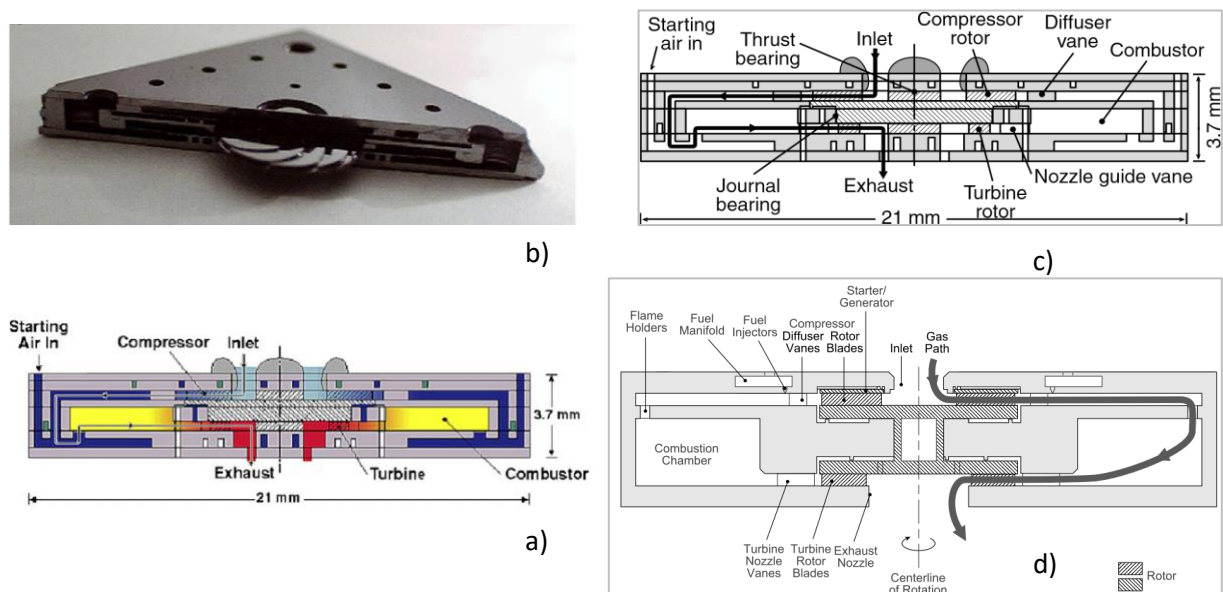 b)
Starting
air in
Thrust
bearing
Inlet
Compressor
rotor
Diffuser
vane
Combustor
3.7 mm
Journal
bearing
Exhaust
Turbine
rotor
Nozzle guide vane
21 mm
c)
Starting
Air In
Compressor
Inlet
3.7 mm
Exhaust
Turbine
Combustor
21 mm
a)
Flame
Holders
Fuel
Manifold
Fuel
Injectors
Compressor
Diffuser
Vanes
Rotor
Blades
Starter/
Generator
Inlet
Gas
Path
Combustion
Chamber
Turbine
Nozzle
Vanes
Turbine
Rotor
Blades
Exhaust
Nozzle
Centerline
of Rotation
d)
Rotor